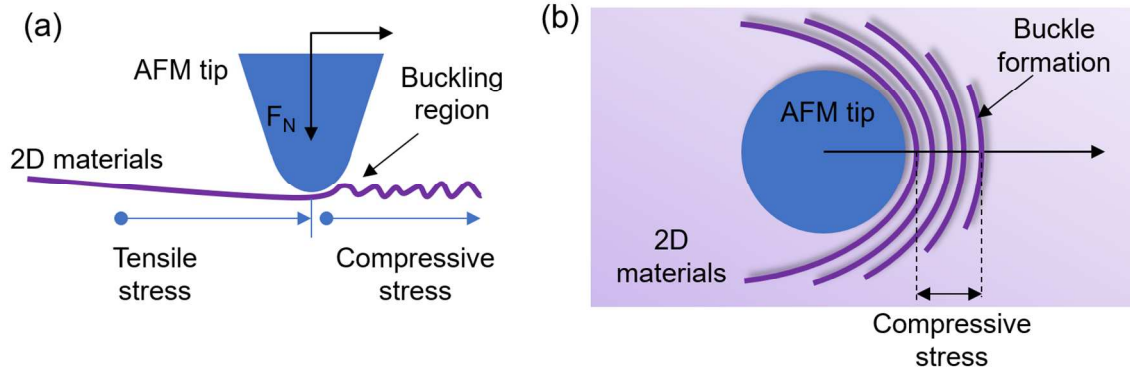 (a)
AFM tip
Buckling
region
F_N
2D materials
Tensile
stress
Compressive
stress
(b)
Buckle
formation
AFM tip
2D
materials
Compressive
stress